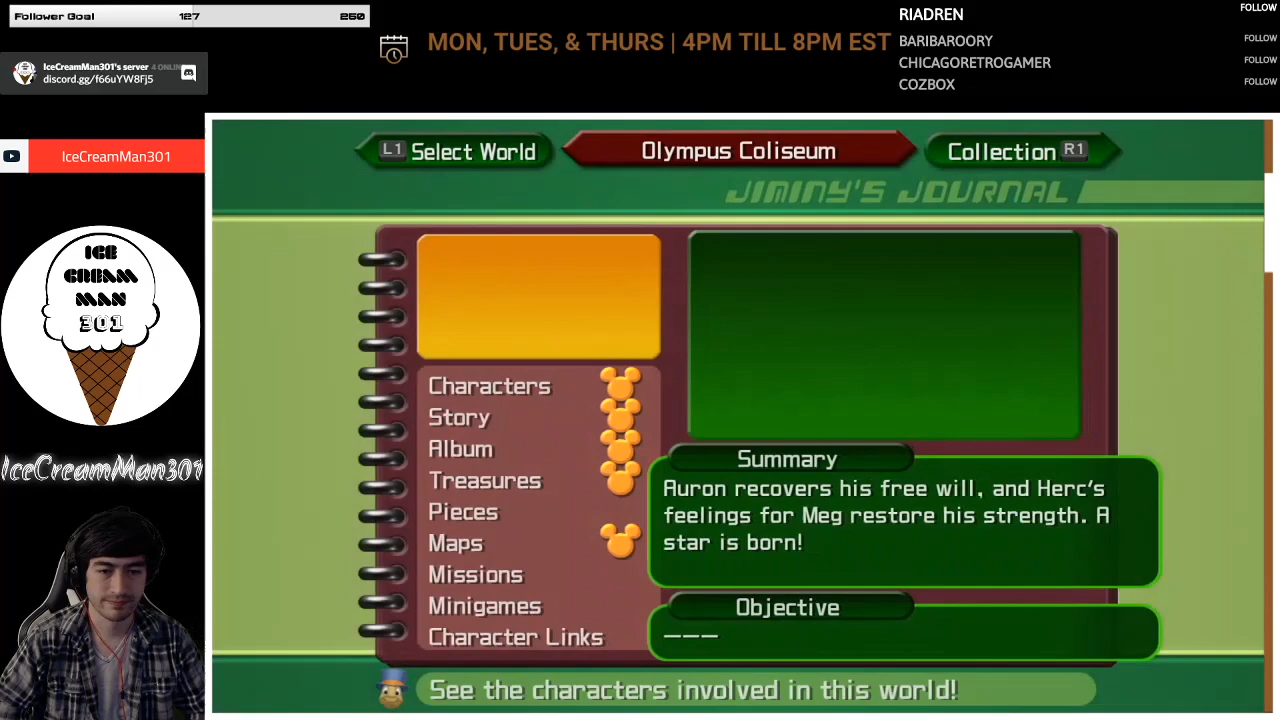 Follower Goal 127 250
IceCreamMan301's server 4 ONLINE
discord.gg/f66uYW8Fj5
IceCreamMan301
ICE
CREAM
MAN
301
IceCreamMan301
MON, TUES, & THURS | 4PM TILL 8PM EST
RIADREN FOLLOW
BARIBAROORY FOLLOW
CHICAGORETROGAMER FOLLOW
COZBOX FOLLOW
L1 Select World
Olympus Coliseum
Collection R1
JIMINY'S JOURNAL
Characters
Story
Album
Treasures
Pieces
Maps
Missions
Minigames
Character Links
Summary
Auron recovers his free will, and Herc's
feelings for Meg restore his strength. A
star is born!
Objective
———
See the characters involved in this world!